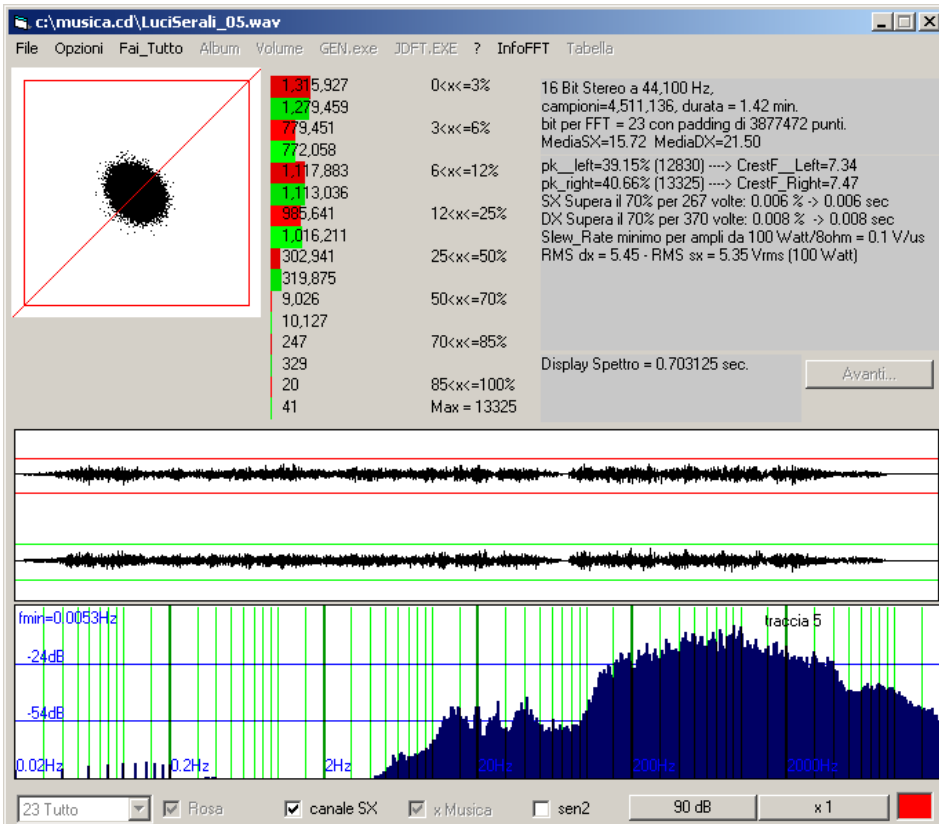 c:\musica.cd\LuciSerali_05.wav
File Opzioni Fai_Tutto Album Volume GEN.exe JDFT.EXE ? InfoFFT Tabella
1,315,927 0<x<=3%
1,279,459
779,451 3<x<=6%
772,058
1,117,883 6<x<=12%
1,113,036
985,641 12<x<=25%
1,016,211
302,941 25<x<=50%
319,875
9,026 50<x<=70%
10,127
247 70<x<=85%
329
20 85<x<=100%
41 Max = 13325
16 Bit Stereo a 44,100 Hz,
campioni=4,511,136, durata = 1.42 min.
bit per FFT = 23 con padding di 3877472 punti.
MediaSX=15.72 MediaDX=21.50
pk__left=39.15% (12830) ----> CrestF__Left=7.34
pk_right=40.66% (13325) ----> CrestF_Right=7.47
SX Supera il 70% per 267 volte: 0.006 % -> 0.006 sec
DX Supera il 70% per 370 volte: 0.008 % -> 0.008 sec
Slew_Rate minimo per ampli da 100 Watt/8ohm = 0.1 V/us
RMS dx = 5.45 - RMS sx = 5.35 Vrms (100 Watt)
Display Spettro = 0.703125 sec.
Avanti...
fmin=0.0053Hz
traccia 5
-24dB
-54dB
0.02Hz 0.2Hz 2Hz 20Hz 200Hz 2000Hz
23 Tutto Rosa canale SX x Musica sen2 90 dB x 1